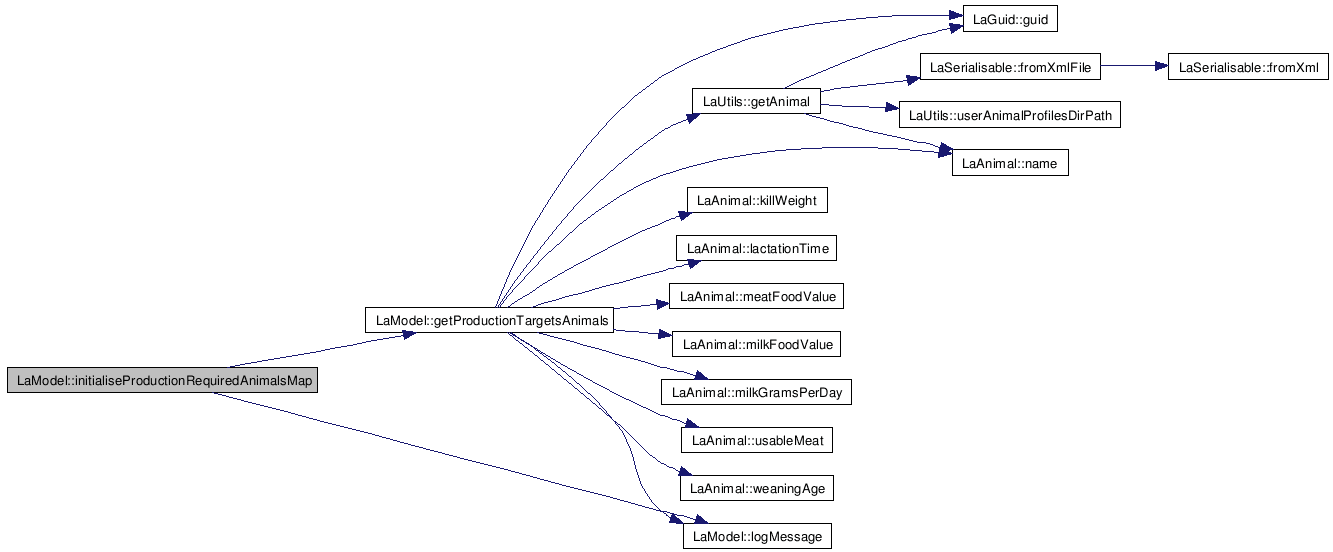 LaGuid::guid
LaSerialisable::fromXmlFile
LaSerialisable::fromXml
LaUtils::getAnimal
LaUtils::userAnimalProfilesDirPath
LaAnimal::name
LaAnimal::killWeight
LaAnimal::lactationTime
LaAnimal::meatFoodValue
LaModel::getProductionTargetsAnimals
LaAnimal::milkFoodValue
LaModel::initialiseProductionRequiredAnimalsMap
LaAnimal::milkGramsPerDay
LaAnimal::usableMeat
LaAnimal::weaningAge
LaModel::logMessage